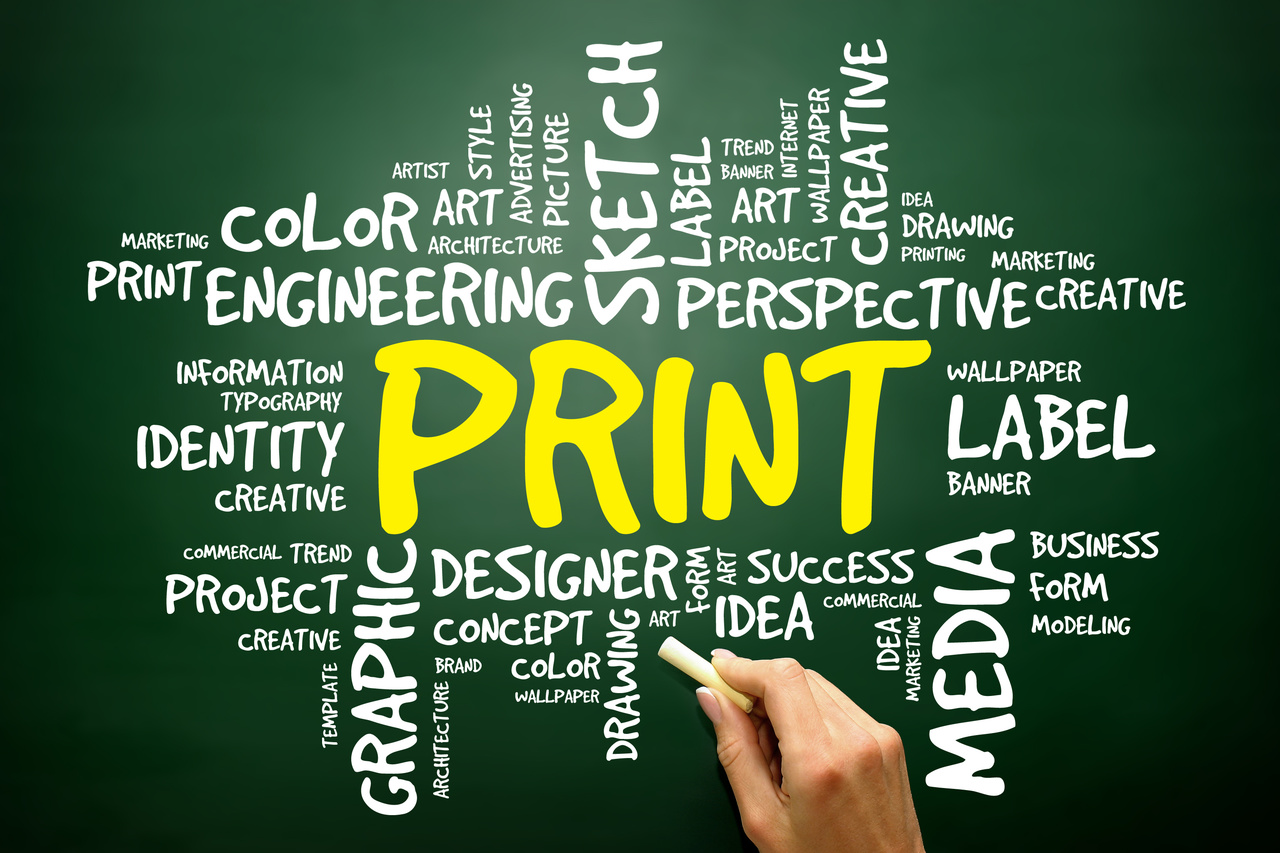 SKETCH
CREATIVE
ADVERTISING
STYLE
PICTURE
INTERNET
WALLPAPER
LABEL
TREND
BANNER
ARTIST
ART
ART
IDEA
COLOR
DRAWING
MARKETING
ARCHITECTURE
PROJECT
PRINTING
MARKETING
PRINT
ENGINEERING
PERSPECTIVE
CREATIVE
PRINT
INFORMATION
TYPOGRAPHY
IDENTITY
CREATIVE
WALLPAPER
LABEL
BANNER
COMMERCIAL
TREND
PROJECT
CREATIVE
TEMPLATE
GRAPHIC
DESIGNER
CONCEPT
BRAND
ARCHITECTURE
COLOR
WALLPAPER
DRAWING
ART
FORM
ART
SUCCESS
IDEA
COMMERCIAL
IDEA
MARKETING
MEDIA
BUSINESS
FORM
MODELING